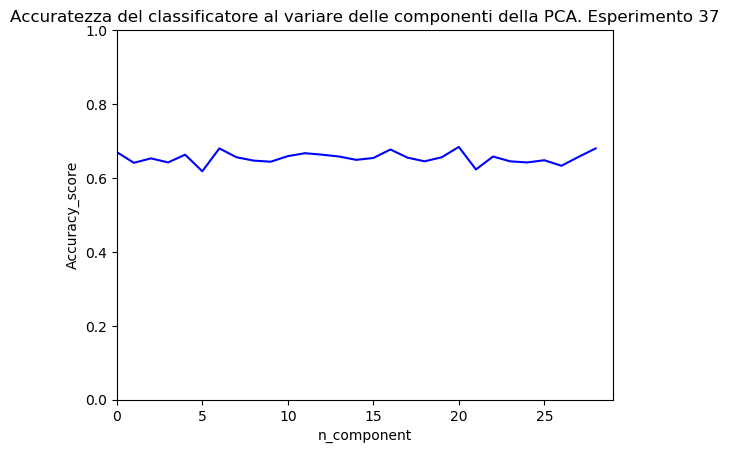 Accuratezza del classificatore al variare delle componenti della PCA. Esperimento 37
1.0
0.8
0.6
0.4
0.2
0.0
Accuracy_score
0 5 10 15 20 25
n_component